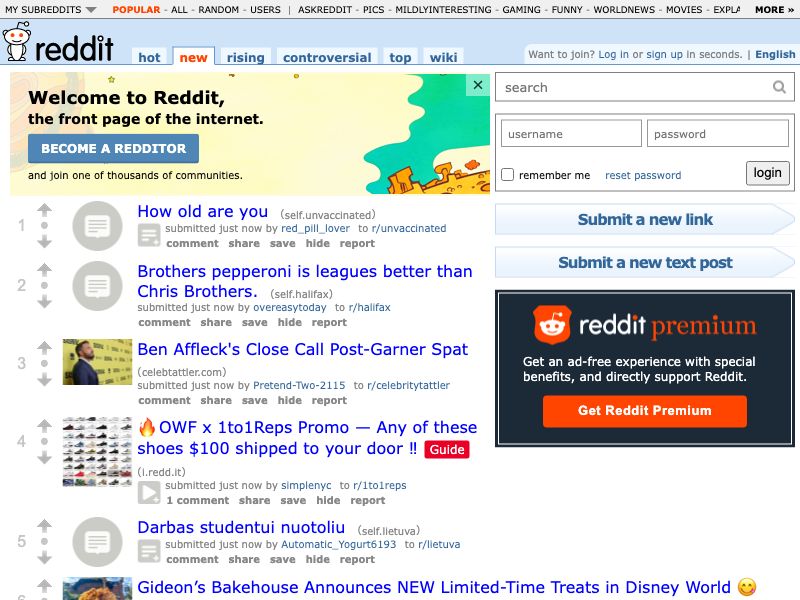 MY SUBREDDITS POPULAR - ALL - RANDOM - USERS | ASKREDDIT - PICS - MILDLYINTERESTING - GAMING - FUNNY - WORLDNEWS - MOVIES - EXPLA MORE »
reddit hot new rising controversial top wiki
Want to join? Log in or sign up in seconds. | English
Welcome to Reddit,
the front page of the internet.
BECOME A REDDITOR
and join one of thousands of communities.
search
username password
remember me reset password login
Submit a new link
Submit a new text post
reddit premium
Get an ad-free experience with special
benefits, and directly support Reddit.
Get Reddit Premium
1
How old are you (self.unvaccinated)
submitted just now by red_pill_lover to r/unvaccinated
comment share save hide report
2
Brothers pepperoni is leagues better than
Chris Brothers. (self.halifax)
submitted just now by overeasytoday to r/halifax
comment share save hide report
3
Ben Affleck's Close Call Post-Garner Spat
(celebtattler.com)
submitted just now by Pretend-Two-2115 to r/celebritytattler
comment share save hide report
4
🔥OWF x 1to1Reps Promo — Any of these
shoes $100 shipped to your door ‼️ Guide
(i.redd.it)
submitted just now by simplenyc to r/1to1reps
1 comment share save hide report
5
Darbas studentui nuotoliu (self.lietuva)
submitted just now by Automatic_Yogurt6193 to r/lietuva
comment share save hide report
Gideon’s Bakehouse Announces NEW Limited-Time Treats in Disney World 😋